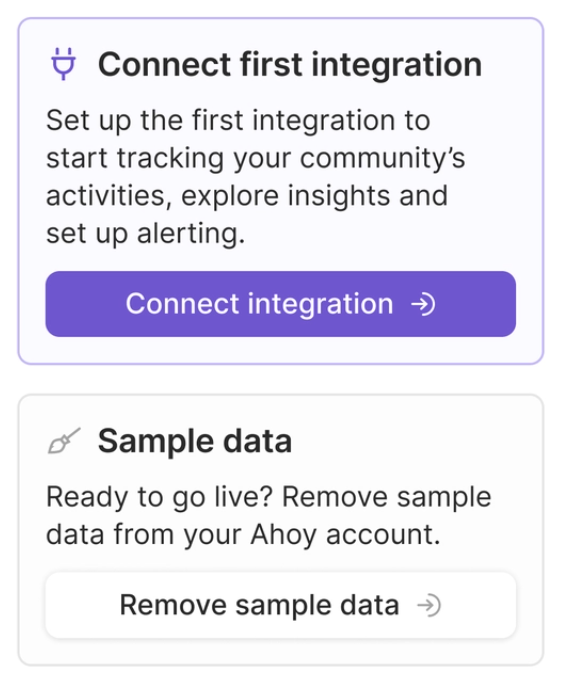 Connect first integration
Set up the first integration to
start tracking your community’s
activities, explore insights and
set up alerting.
Connect integration
Sample data
Ready to go live? Remove sample
data from your Ahoy account.
Remove sample data